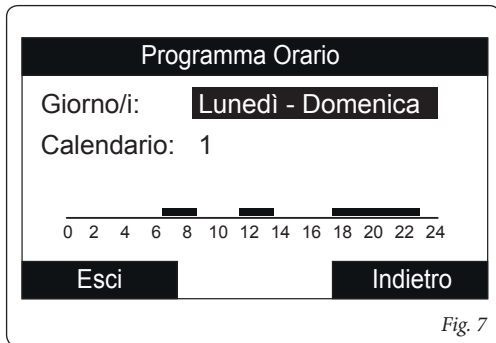 Programma Orario
Giorno/i: Lunedì - Domenica
Calendario: 1
0 2 4 6 8 10 12 14 16 18 20 22 24
Esci Indietro
Fig. 7